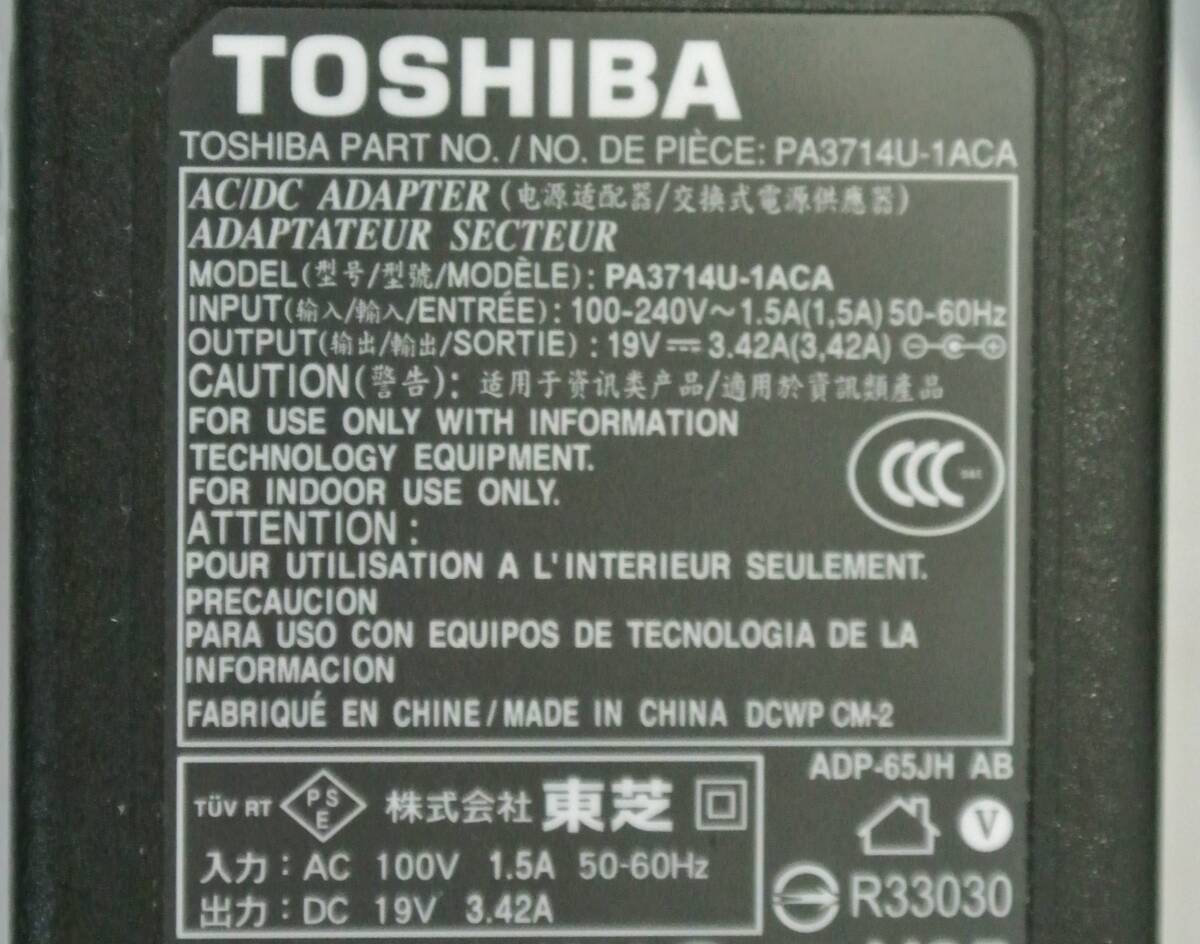 TOSHIBA
TOSHIBA PART NO. / NO. DE PIÈCE: PA3714U-1ACA
AC/DC ADAPTER (电源适配器/交換式電源供應器)
ADAPTATEUR SECTEUR
MODEL(型号/型號/MODÈLE): PA3714U-1ACA
INPUT(输入/輸入/ENTRÉE): 100-240V～1.5A(1,5A) 50-60Hz
OUTPUT(输出/輸出/SORTIE) : 19V⎓3.42A(3,42A)
CAUTION(警告): 适用于资讯类产品/適用於資訊類産品
FOR USE ONLY WITH INFORMATION
TECHNOLOGY EQUIPMENT.
FOR INDOOR USE ONLY.
CCC
ATTENTION :
POUR UTILISATION A L'INTERIEUR SEULEMENT.
PRECAUCION
PARA USO CON EQUIPOS DE TECNOLOGIA DE LA
INFORMACION
FABRIQUÉ EN CHINE/MADE IN CHINA DCWP CM-2
ADP-65JH AB
TÜV RT PSE 株式会社 東芝
V
入力：AC 100V 1.5A 50-60Hz
出力：DC 19V 3.42A
R33030